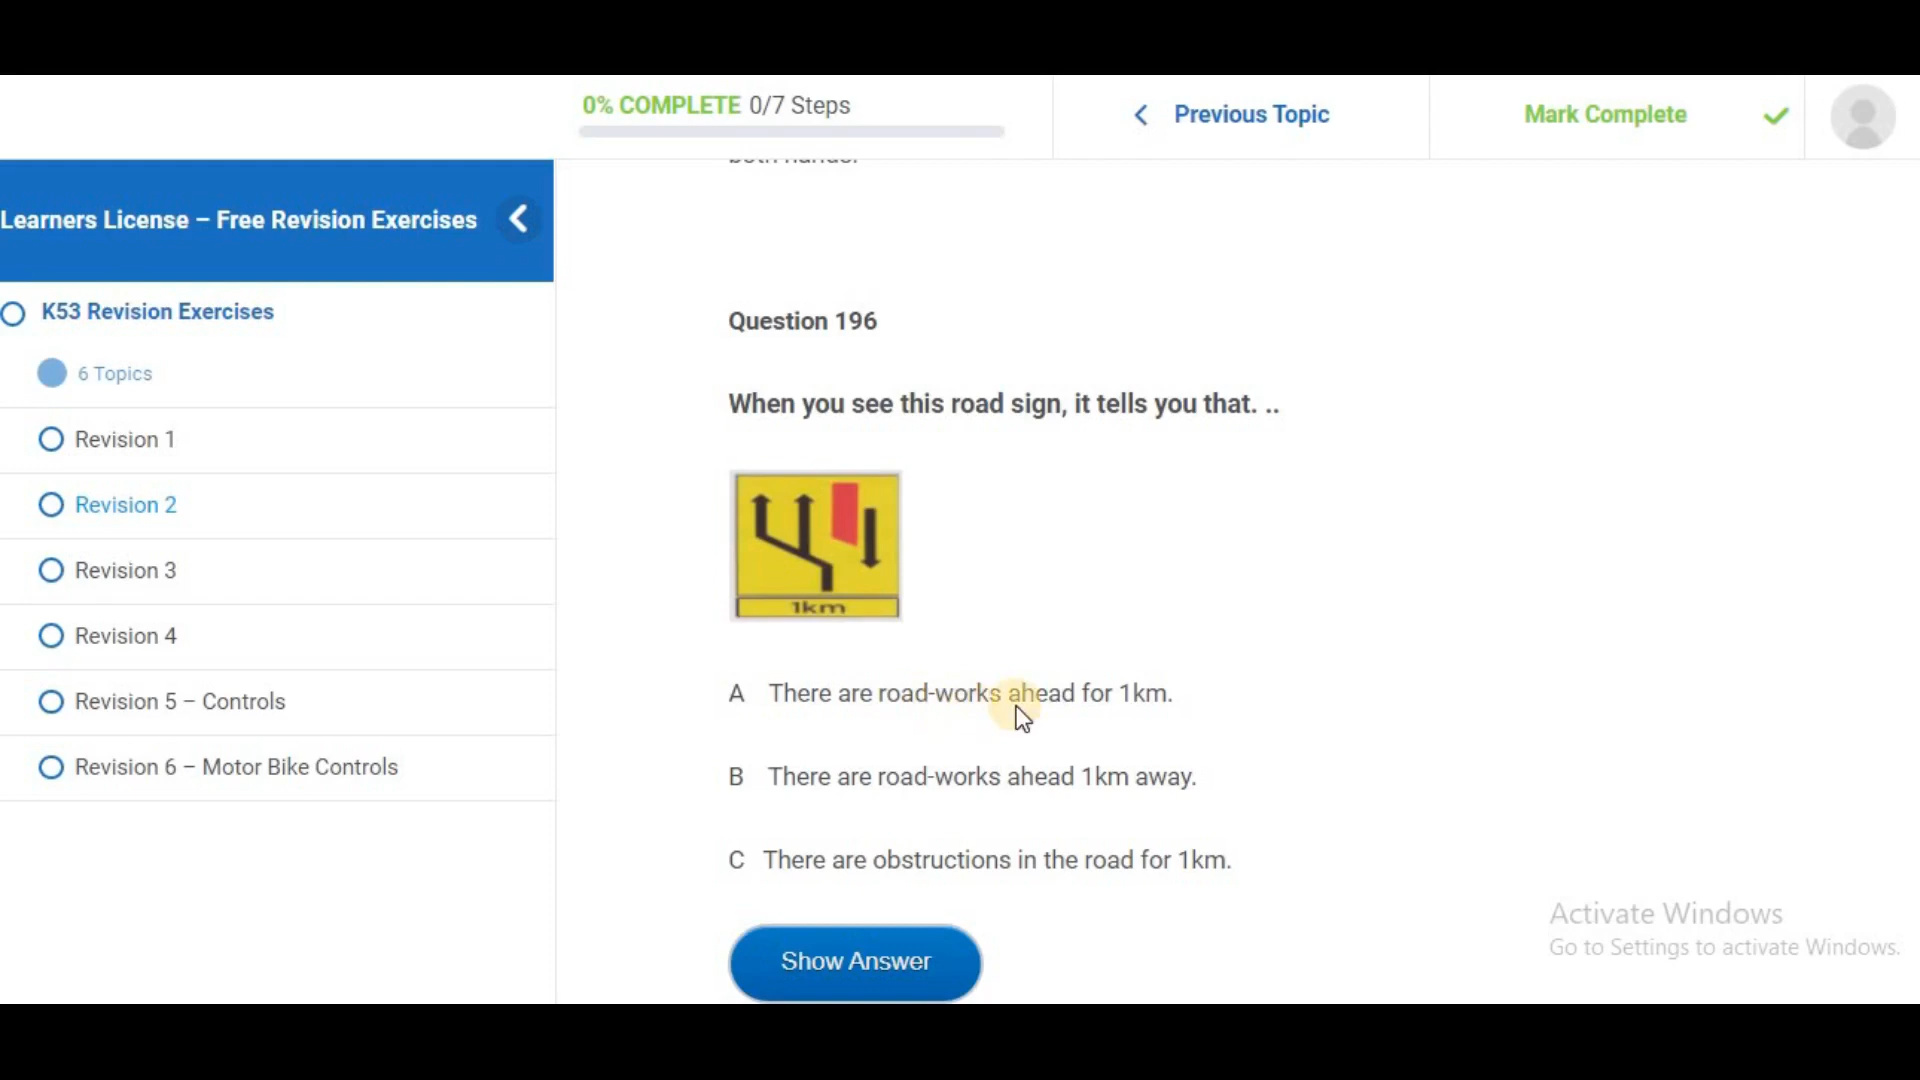 0% COMPLETE 0/7 Steps
Previous Topic
Mark Complete
Learners License – Free Revision Exercises
K53 Revision Exercises
6 Topics
Revision 1
Revision 2
Revision 3
Revision 4
Revision 5 – Controls
Revision 6 – Motor Bike Controls
both hands.
Question 196
When you see this road sign, it tells you that. ..
1km
A There are road-works ahead for 1km.
B There are road-works ahead 1km away.
C There are obstructions in the road for 1km.
Show Answer
Activate Windows
Go to Settings to activate Windows.